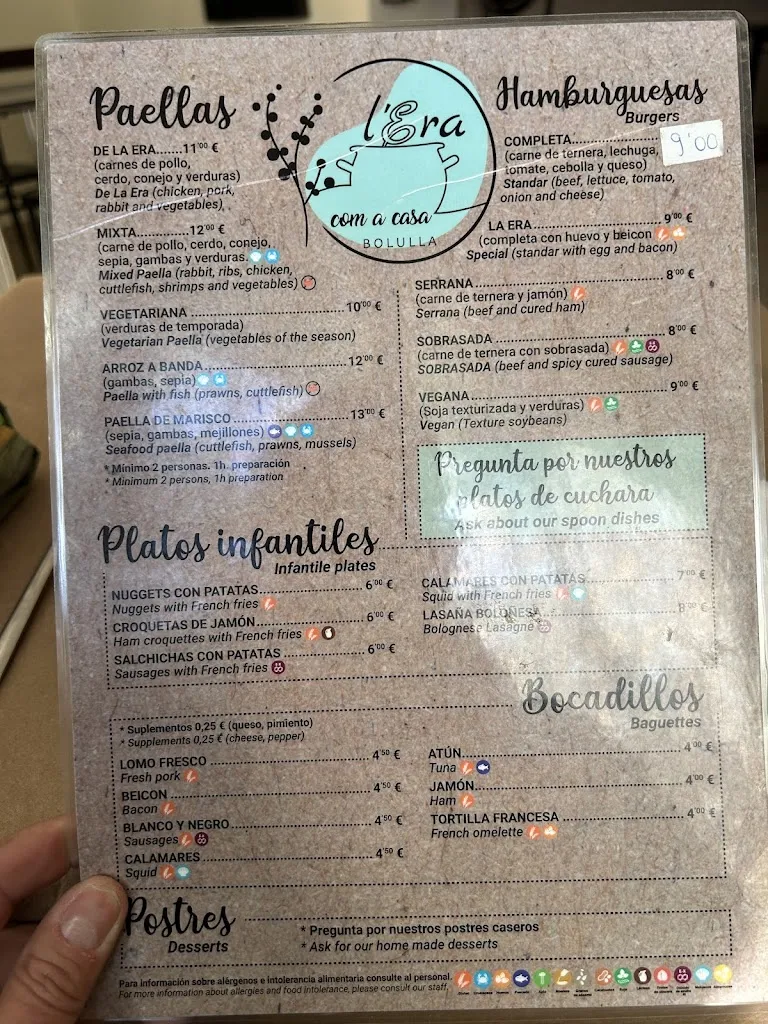 l'Era
com a casa
BOLULLA
Paellas
DE LA ERA.......11'00 €
(carnes de pollo,
cerdo, conejo y verduras)
De La Era (chicken, pork,
rabbit and vegetables)
MIXTA............12'00 €
(carne de pollo, cerdo, conejo,
sepia, gambas y verduras.
Mixed Paella (rabbit, ribs, chicken,
cuttlefish, shrimps and vegetables)
VEGETARIANA ........ 10'00 €
(verduras de temporada)
Vegetarian Paella (vegetables of the season)
ARROZ A BANDA ........ 12'00 €
(gambas, sepia)
Paella with fish (prawns, cuttlefish)
PAELLA DE MARISCO ........ 13'00 €
(sepia, gambas, mejillones)
Seafood paella (cuttlefish, prawns, mussels)
* Mínimo 2 personas. 1h. preparación
* Minimum 2 persons, 1h preparation
Hamburguesas
Burgers
COMPLETA........ 9'00
(carne de ternera, lechuga,
tomate, cebolla y queso)
Standar (beef, lettuce, tomato,
onion and cheese)
LA ERA ........ 9'00 €
(completa con huevo y beicon
Special (standar with egg and bacon)
SERRANA ........ 8'00 €
(carne de ternera y jamón)
Serrana (beef and cured ham)
SOBRASADA ........ 8'00 €
(carne de ternera con sobrasada)
SOBRASADA (beef and spicy cured sausage)
VEGANA ........ 9'00 €
(Soja texturizada y verduras)
Vegan (Texture soybeans)
Pregunta por nuestros
platos de cuchara
Ask about our spoon dishes
Platos infantiles
Infantile plates
NUGGETS CON PATATAS........ 6'00 €
Nuggets with French fries
CROQUETAS DE JAMÓN........ 6'00 €
Ham croquettes with French fries
SALCHICHAS CON PATATAS ........ 6'00 €
Sausages with French fries
CALAMARES CON PATATAS........ 7'00 €
Squid with French fries
LASAÑA BOLOÑESA........ 8'00 €
Bolognese Lasagne
Bocadillos
Baguettes
* Suplementos 0,25 € (queso, pimiento)
* Supplements 0,25 € (cheese, pepper)
LOMO FRESCO ........ 4'50 €
Fresh pork
BEICON ........ 4'50 €
Bacon
BLANCO Y NEGRO........ 4'50 €
Sausages
CALAMARES ........ 4'50 €
Squid
ATÚN........ 4'00 €
Tuna
JAMÓN........ 4'00 €
Ham
TORTILLA FRANCESA ........ 4'00 €
French omelette
Postres
Desserts
* Pregunta por nuestros postres caseros
* Ask for our home made desserts
Para información sobre alérgenos e intolerancia alimentaria consulte al personal.
For more information about allergies and food intolerance, please consult our staff.